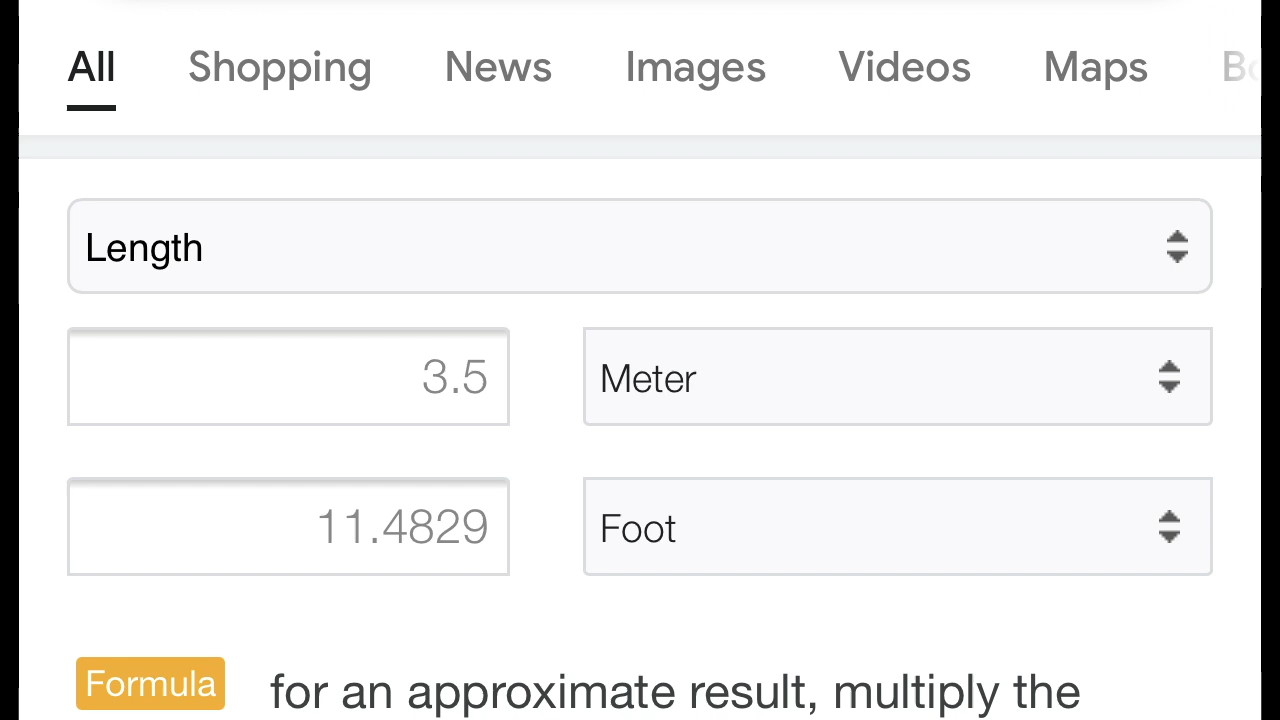 All Shopping News Images Videos Maps
Length
3.5 Meter
11.4829 Foot
Formula for an approximate result, multiply the